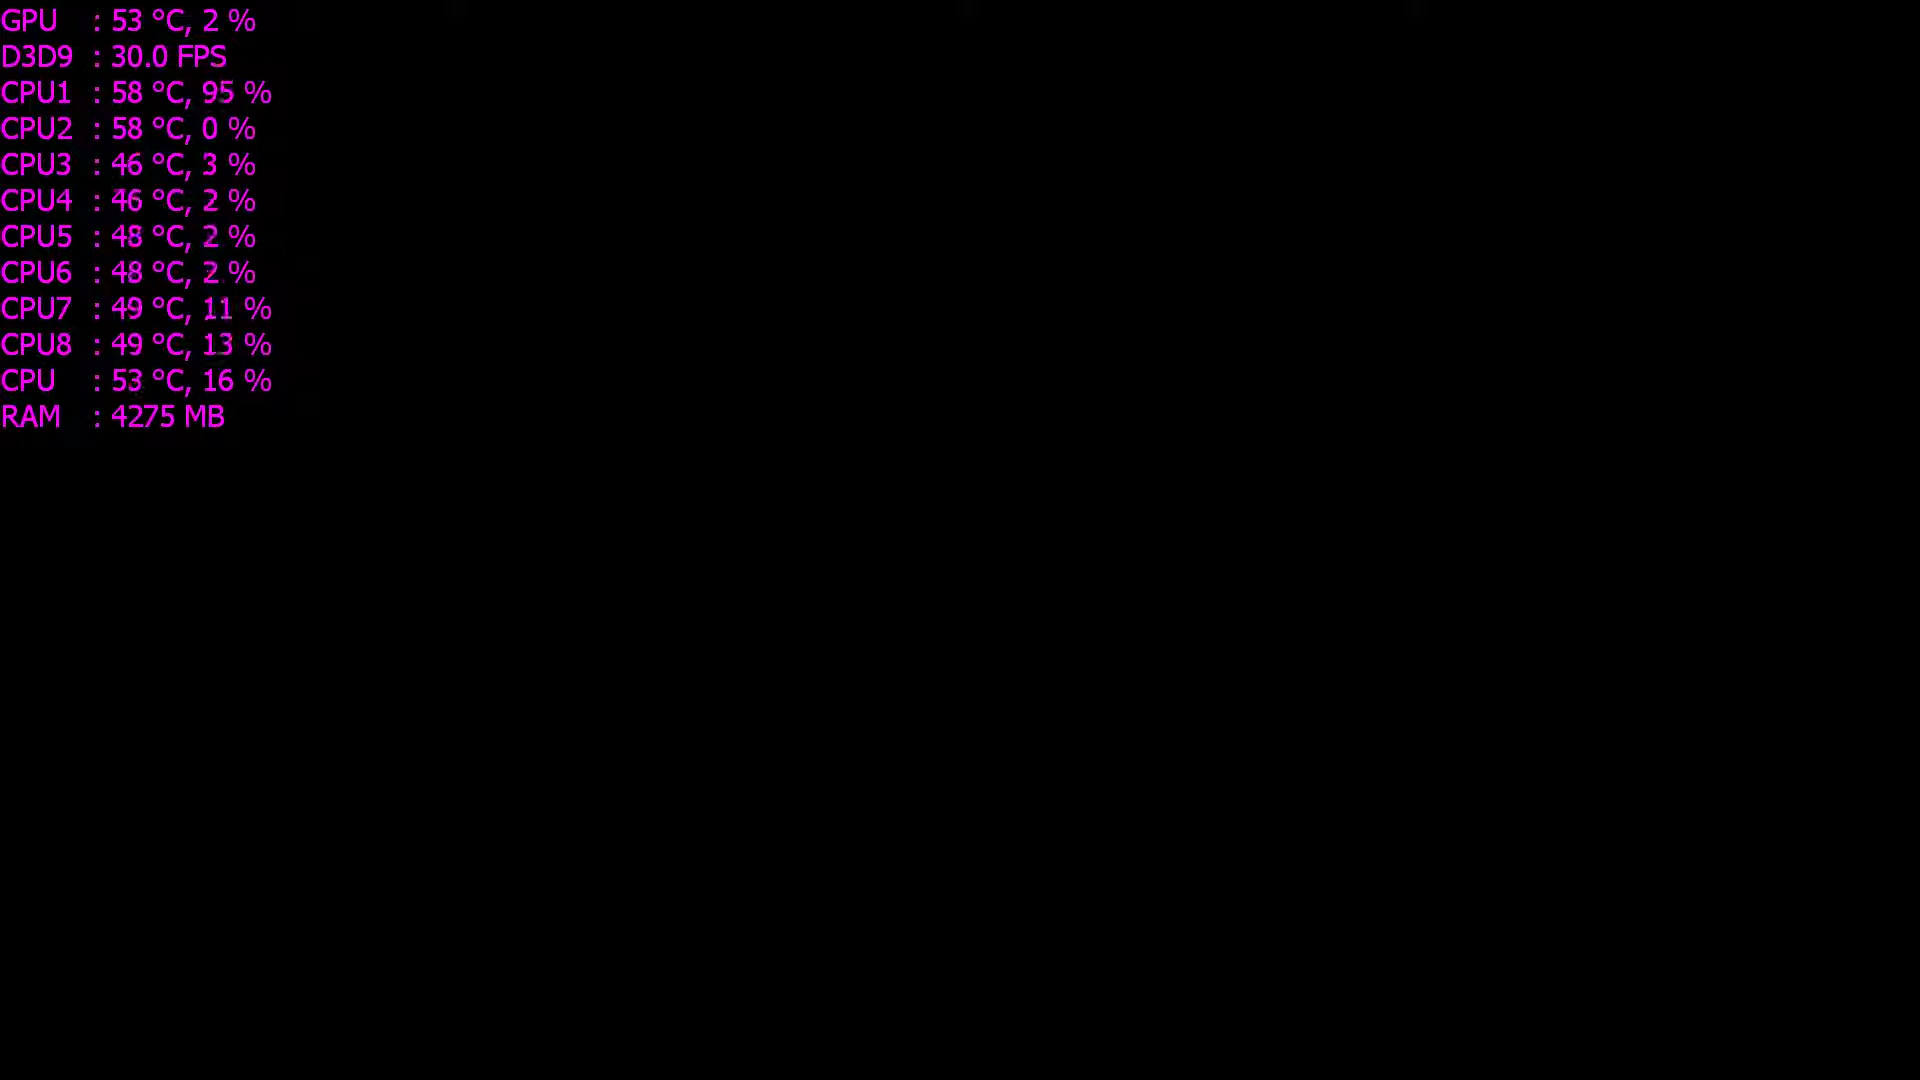 GPU : 53 °C, 2 %
D3D9 : 30.0 FPS
CPU1 : 58 °C, 95 %
CPU2 : 58 °C, 0 %
CPU3 : 46 °C, 3 %
CPU4 : 46 °C, 2 %
CPU5 : 48 °C, 2 %
CPU6 : 48 °C, 2 %
CPU7 : 49 °C, 11 %
CPU8 : 49 °C, 13 %
CPU : 53 °C, 16 %
RAM : 4275 MB